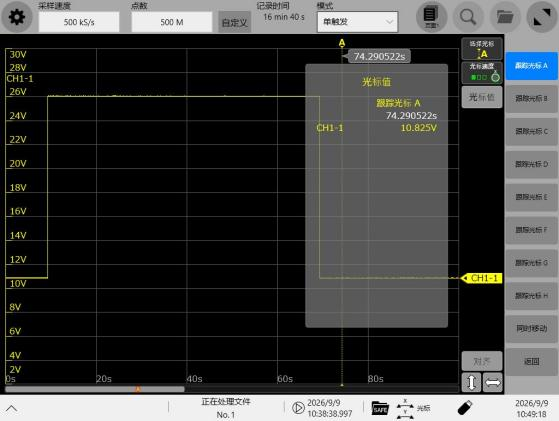 采样速度
500 kS/s
点数
500 M
自定义
记录时间
16 min 40 s
模式
单触发
页面1
30V
28V
CH1-1
26V
24V
22V
20V
18V
16V
14V
12V
10V
8V
6V
4V
2V
0s
20s
40s
60s
80s
A
74.290522s
光标值
跟踪光标 A
74.290522s
CH1-1
10.825V
CH1-1
选择光标
A
光标速度
光标值
对齐
跟踪光标 A
跟踪光标 B
跟踪光标 C
跟踪光标 D
跟踪光标 E
跟踪光标 F
跟踪光标 G
跟踪光标 H
同时移动
返回
正在处理文件
No. 1
2026/9/9
10:38:38.997
SAFE
X
Y
光标
2026/9/9
10:49:18